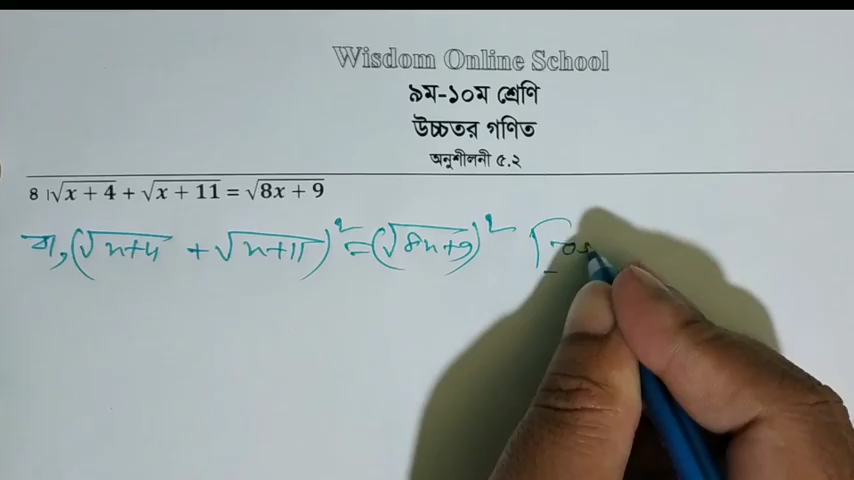 Wisdom Online School
৯ম-১০ম শ্রেণি
উচ্চতর গণিত
অনুশীলনী ৫.২
৪।√x + 4 + √x + 11 = √8x + 9
বা, (√x+4 + √x+11)² = (√8x+9)²